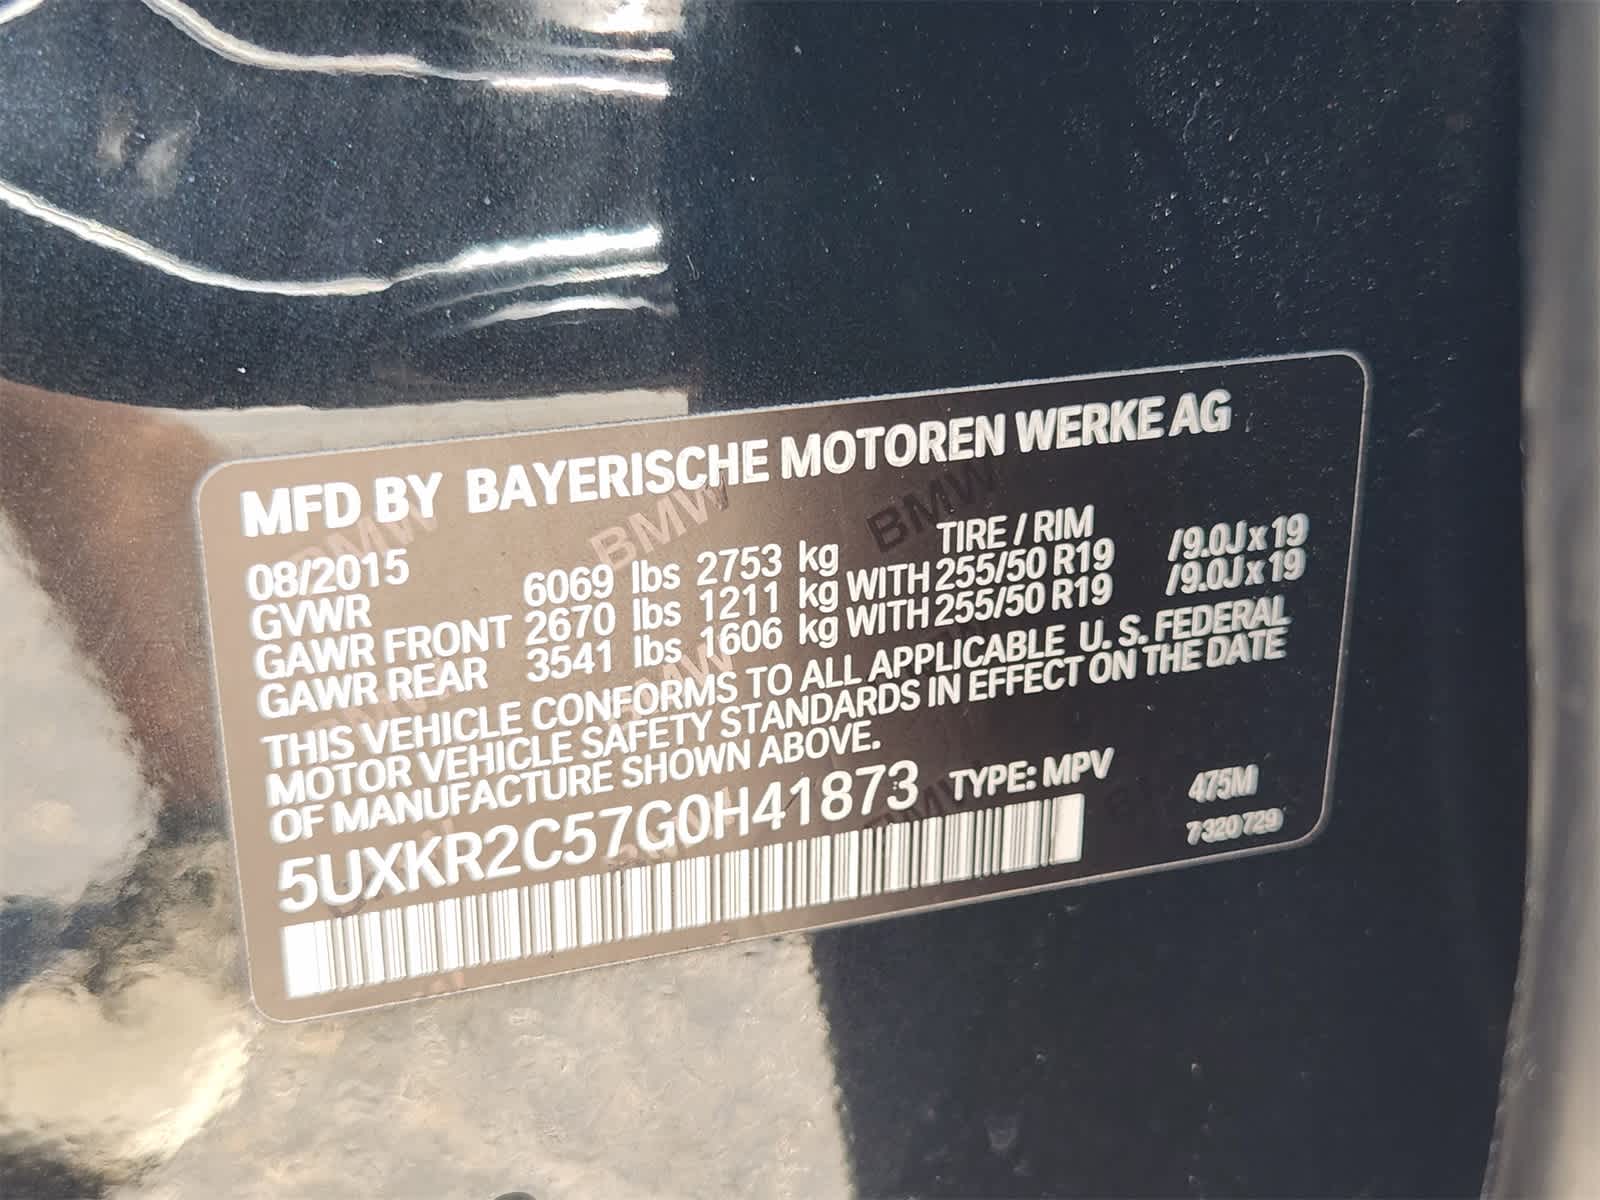 MFD BY BAYERISCHE MOTOREN WERKE AG
08/2015 TIRE / RIM
GVWR 6069 lbs 2753 kg
GAWR FRONT 2670 lbs 1211 kg WITH 255/50 R19 /9.0J x 19
GAWR REAR 3541 lbs 1606 kg WITH 255/50 R19 /9.0J x 19
THIS VEHICLE CONFORMS TO ALL APPLICABLE U. S. FEDERAL
MOTOR VEHICLE SAFETY STANDARDS IN EFFECT ON THE DATE
OF MANUFACTURE SHOWN ABOVE.
5UXKR2C57G0H41873 TYPE: MPV 475M
7 320 729